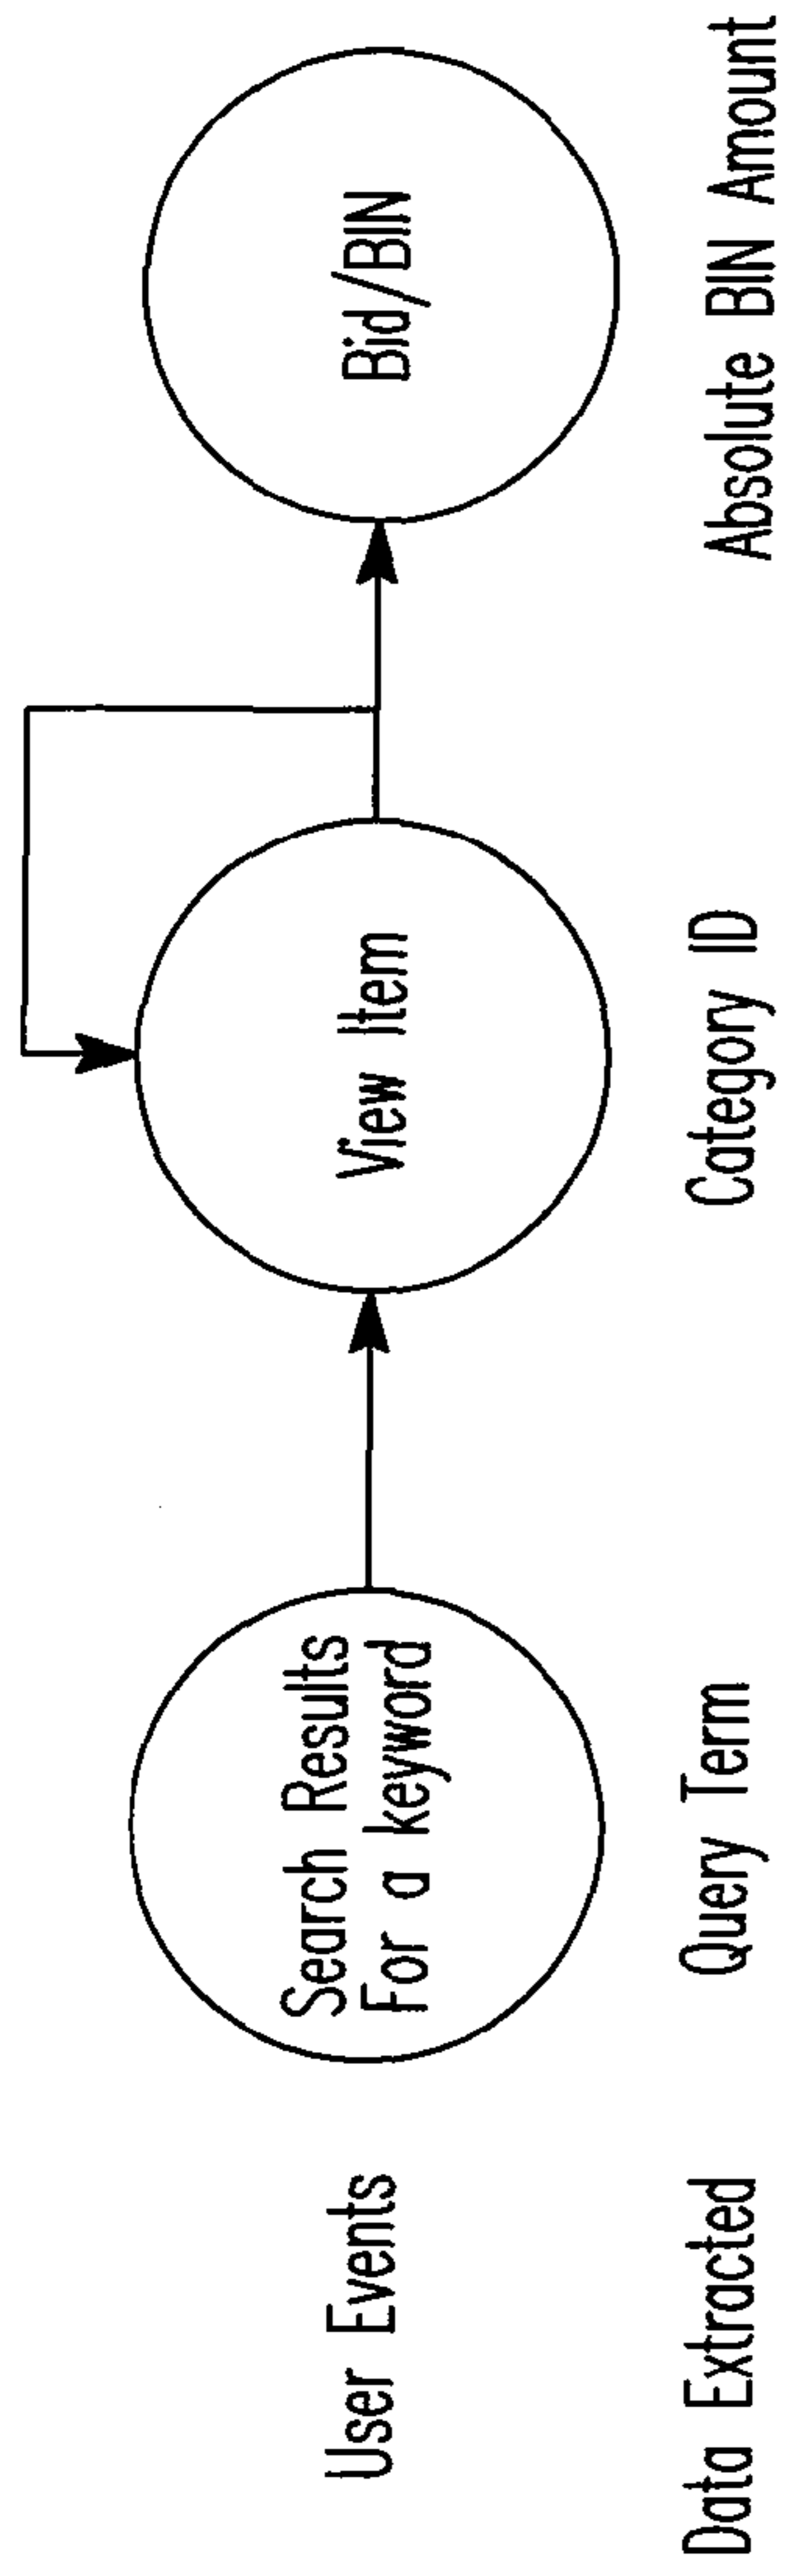 User Events
Search Results
For a keyword
View Item
Bid/BIN
Data Extracted
Query Term
Category ID
Absolute BIN Amount